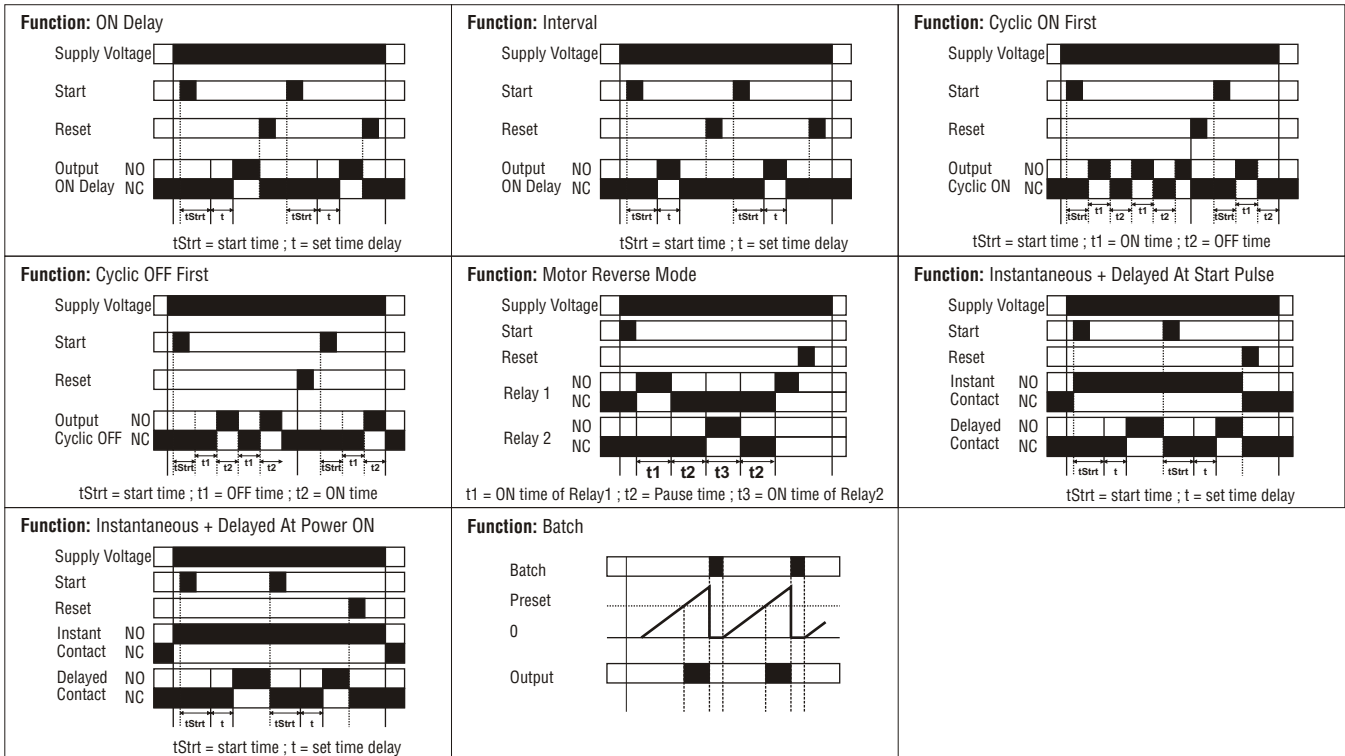 Function: ON Delay
Supply Voltage
Start
Reset
Output NO
ON Delay NC
tStrt t tStrt t
tStrt = start time ; t = set time delay
Function: Interval
Supply Voltage
Start
Reset
Output NO
ON Delay NC
tStrt t tStrt t
tStrt = start time ; t = set time delay
Function: Cyclic ON First
Supply Voltage
Start
Reset
Output NO
Cyclic ON NC
tStrt t1 t2 t1 t2 tStrt t1 t2
tStrt = start time ; t1 = ON time ; t2 = OFF time
Function: Cyclic OFF First
Supply Voltage
Start
Reset
Output NO
Cyclic OFF NC
tStrt t1 t2 t1 t2 tStrt t1 t2
tStrt = start time ; t1 = OFF time ; t2 = ON time
Function: Motor Reverse Mode
Supply Voltage
Start
Reset
Relay 1 NO
NC
Relay 2 NO
NC
t1 t2 t3 t2
t1 = ON time of Relay1 ; t2 = Pause time ; t3 = ON time of Relay2
Function: Instantaneous + Delayed At Start Pulse
Supply Voltage
Start
Reset
Instant NO
Contact NC
Delayed NO
Contact NC
tStrt t tStrt t
tStrt = start time ; t = set time delay
Function: Instantaneous + Delayed At Power ON
Supply Voltage
Start
Reset
Instant NO
Contact NC
Delayed NO
Contact NC
tStrt t tStrt t
tStrt = start time ; t = set time delay
Function: Batch
Batch
Preset
0
Output